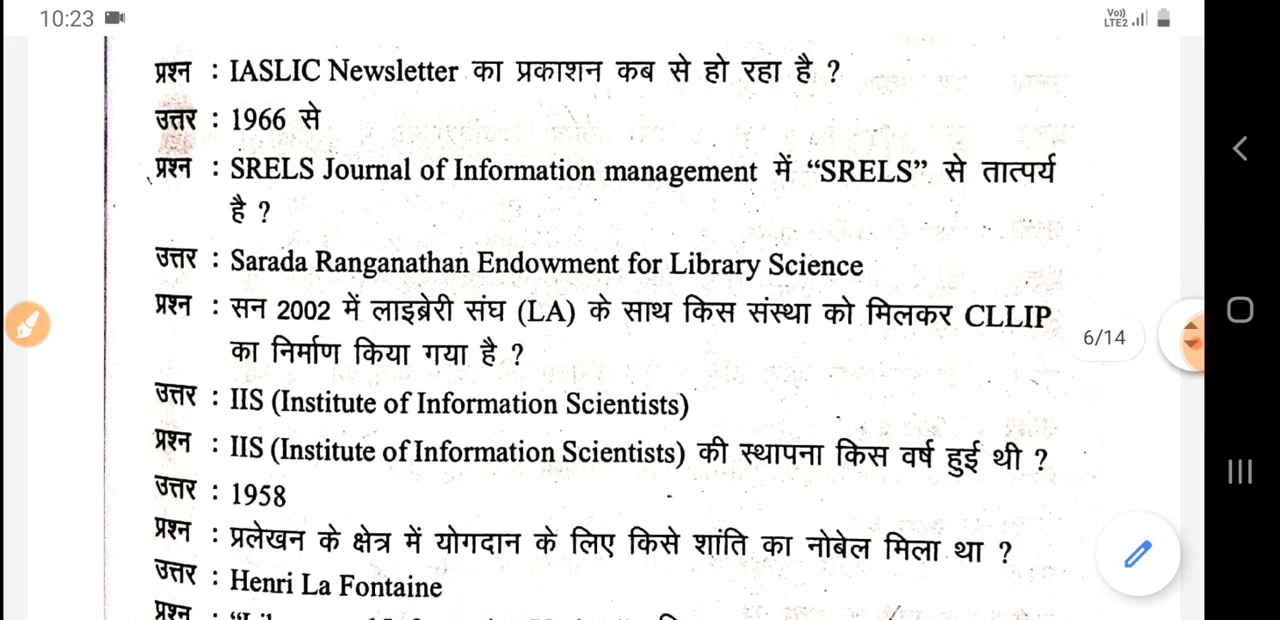 10:23
Vo)) LTE2
प्रश्न : IASLIC Newsletter का प्रकाशन कब से हो रहा है ?
उत्तर : 1966 से
प्रश्न : SRELS Journal of Information management में “SRELS” से तात्पर्य
है ?
उत्तर : Sarada Ranganathan Endowment for Library Science
प्रश्न : सन 2002 में लाइब्रेरी संघ (LA) के साथ किस संस्था को मिलकर CLLIP
का निर्माण किया गया है ?
6/14
उत्तर : IIS (Institute of Information Scientists)
प्रश्न : IIS (Institute of Information Scientists) की स्थापना किस वर्ष हुई थी ?
उत्तर : 1958
प्रश्न : प्रलेखन के क्षेत्र में योगदान के लिए किसे शांति का नोबेल मिला था ?
उत्तर : Henri La Fontaine
प्रश्न :